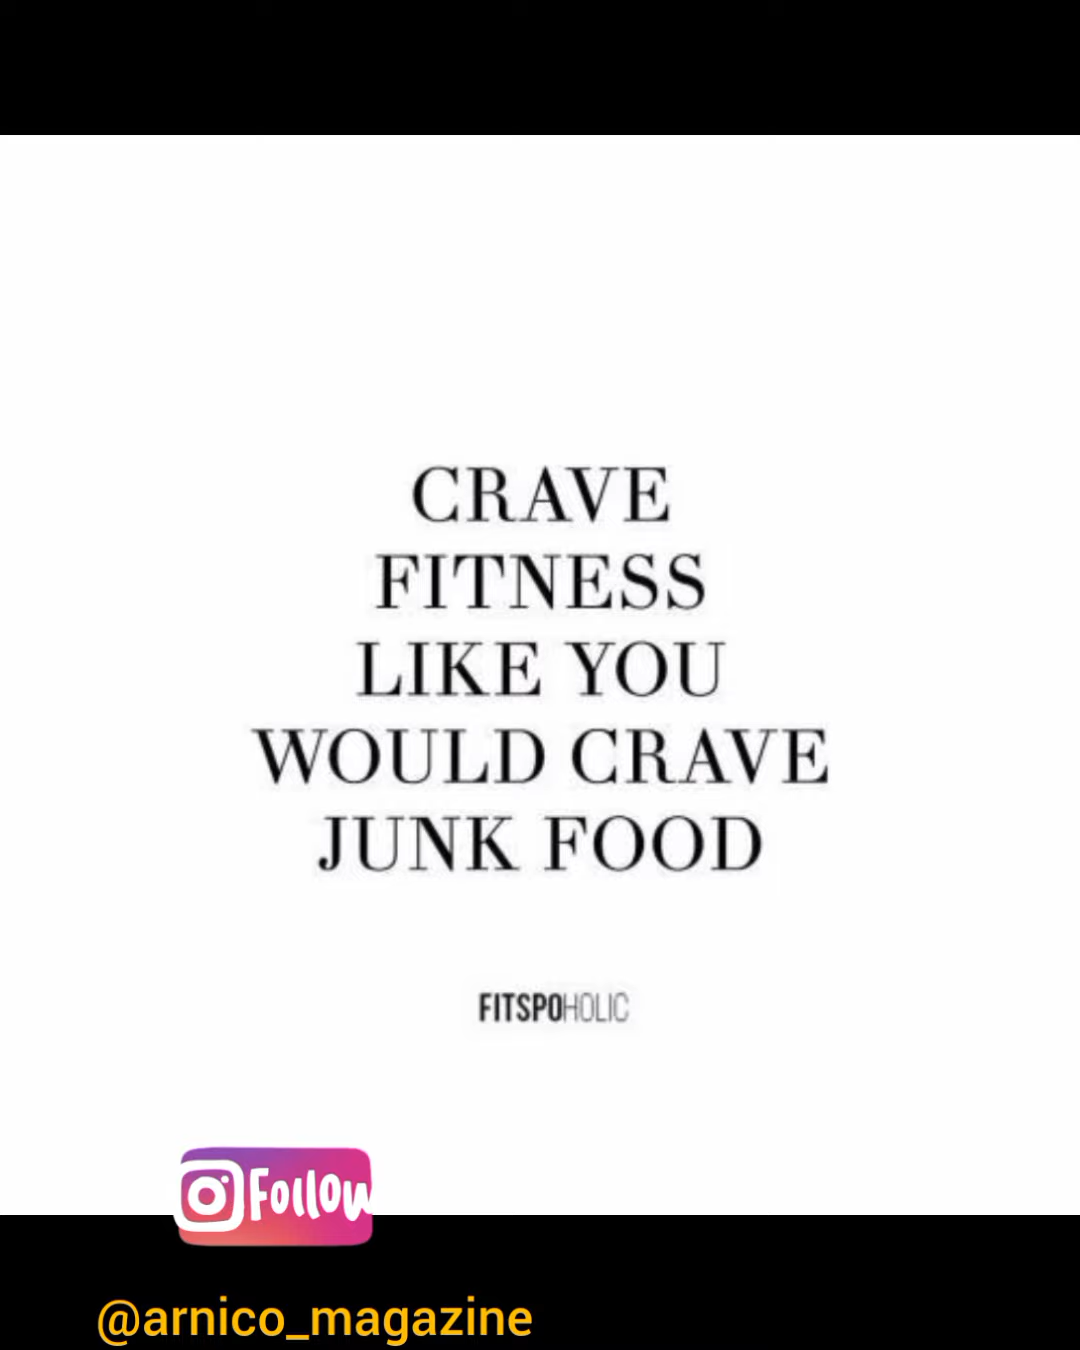 CRAVE
FITNESS
LIKE YOU
WOULD CRAVE
JUNK FOOD
FITSPOHOLIC
Follow
@arnico_magazine